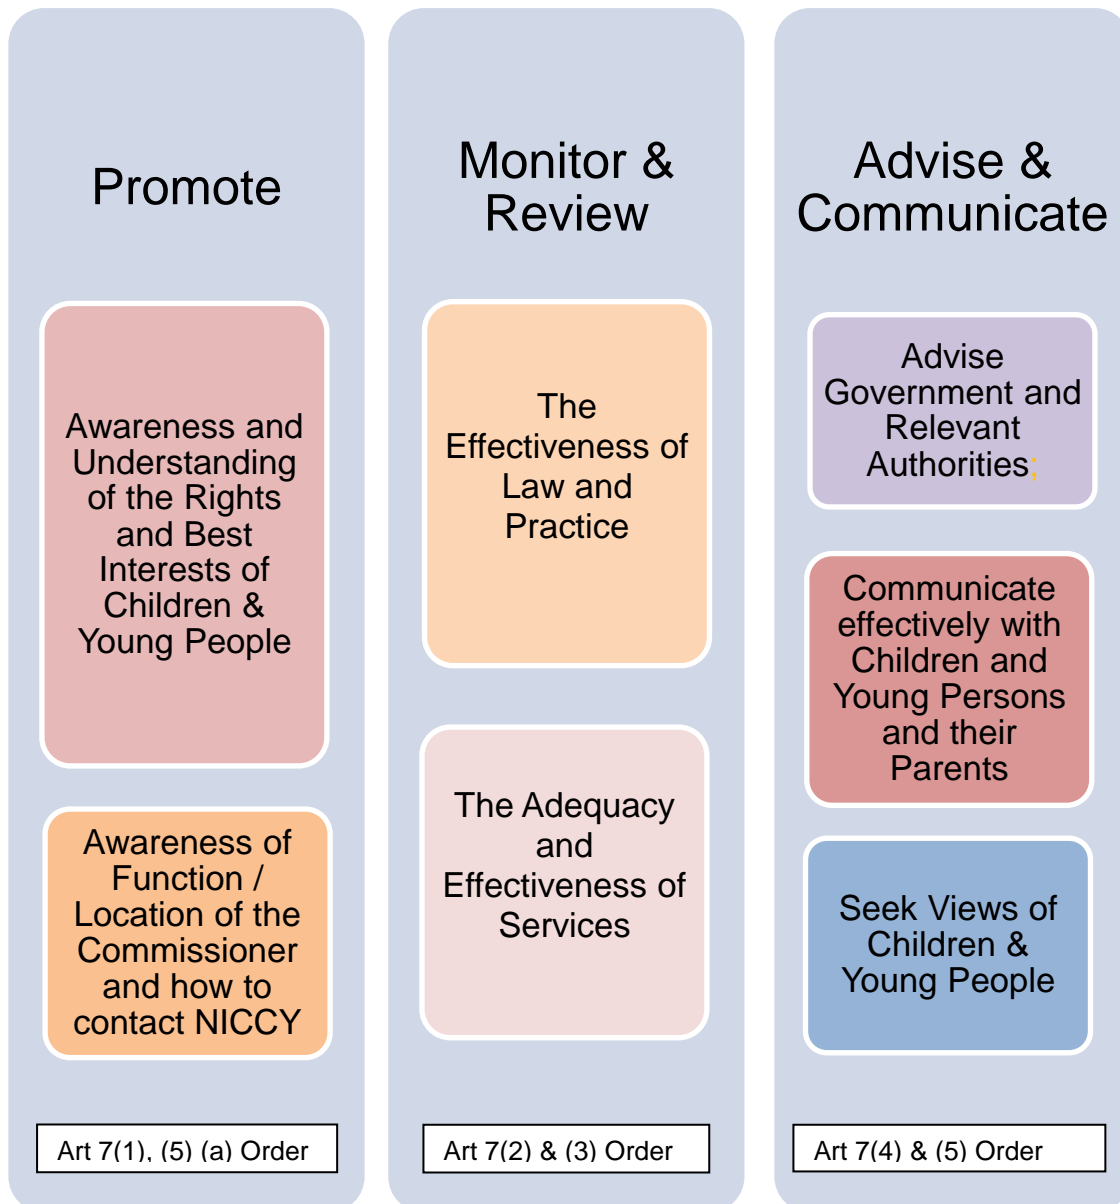 Promote
Awareness and
Understanding
of the Rights
and Best
Interests of
Children &
Young People
Awareness of
Function /
Location of the
Commissioner
and how to
contact NICCY
Art 7(1), (5) (a) Order
Monitor &
Review
The
Effectiveness of
Law and
Practice
The Adequacy
and
Effectiveness of
Services
Art 7(2) & (3) Order
Advise &
Communicate
Advise
Government and
Relevant
Authorities;
Communicate
effectively with
Children and
Young Persons
and their
Parents
Seek Views of
Children &
Young People
Art 7(4) & (5) Order